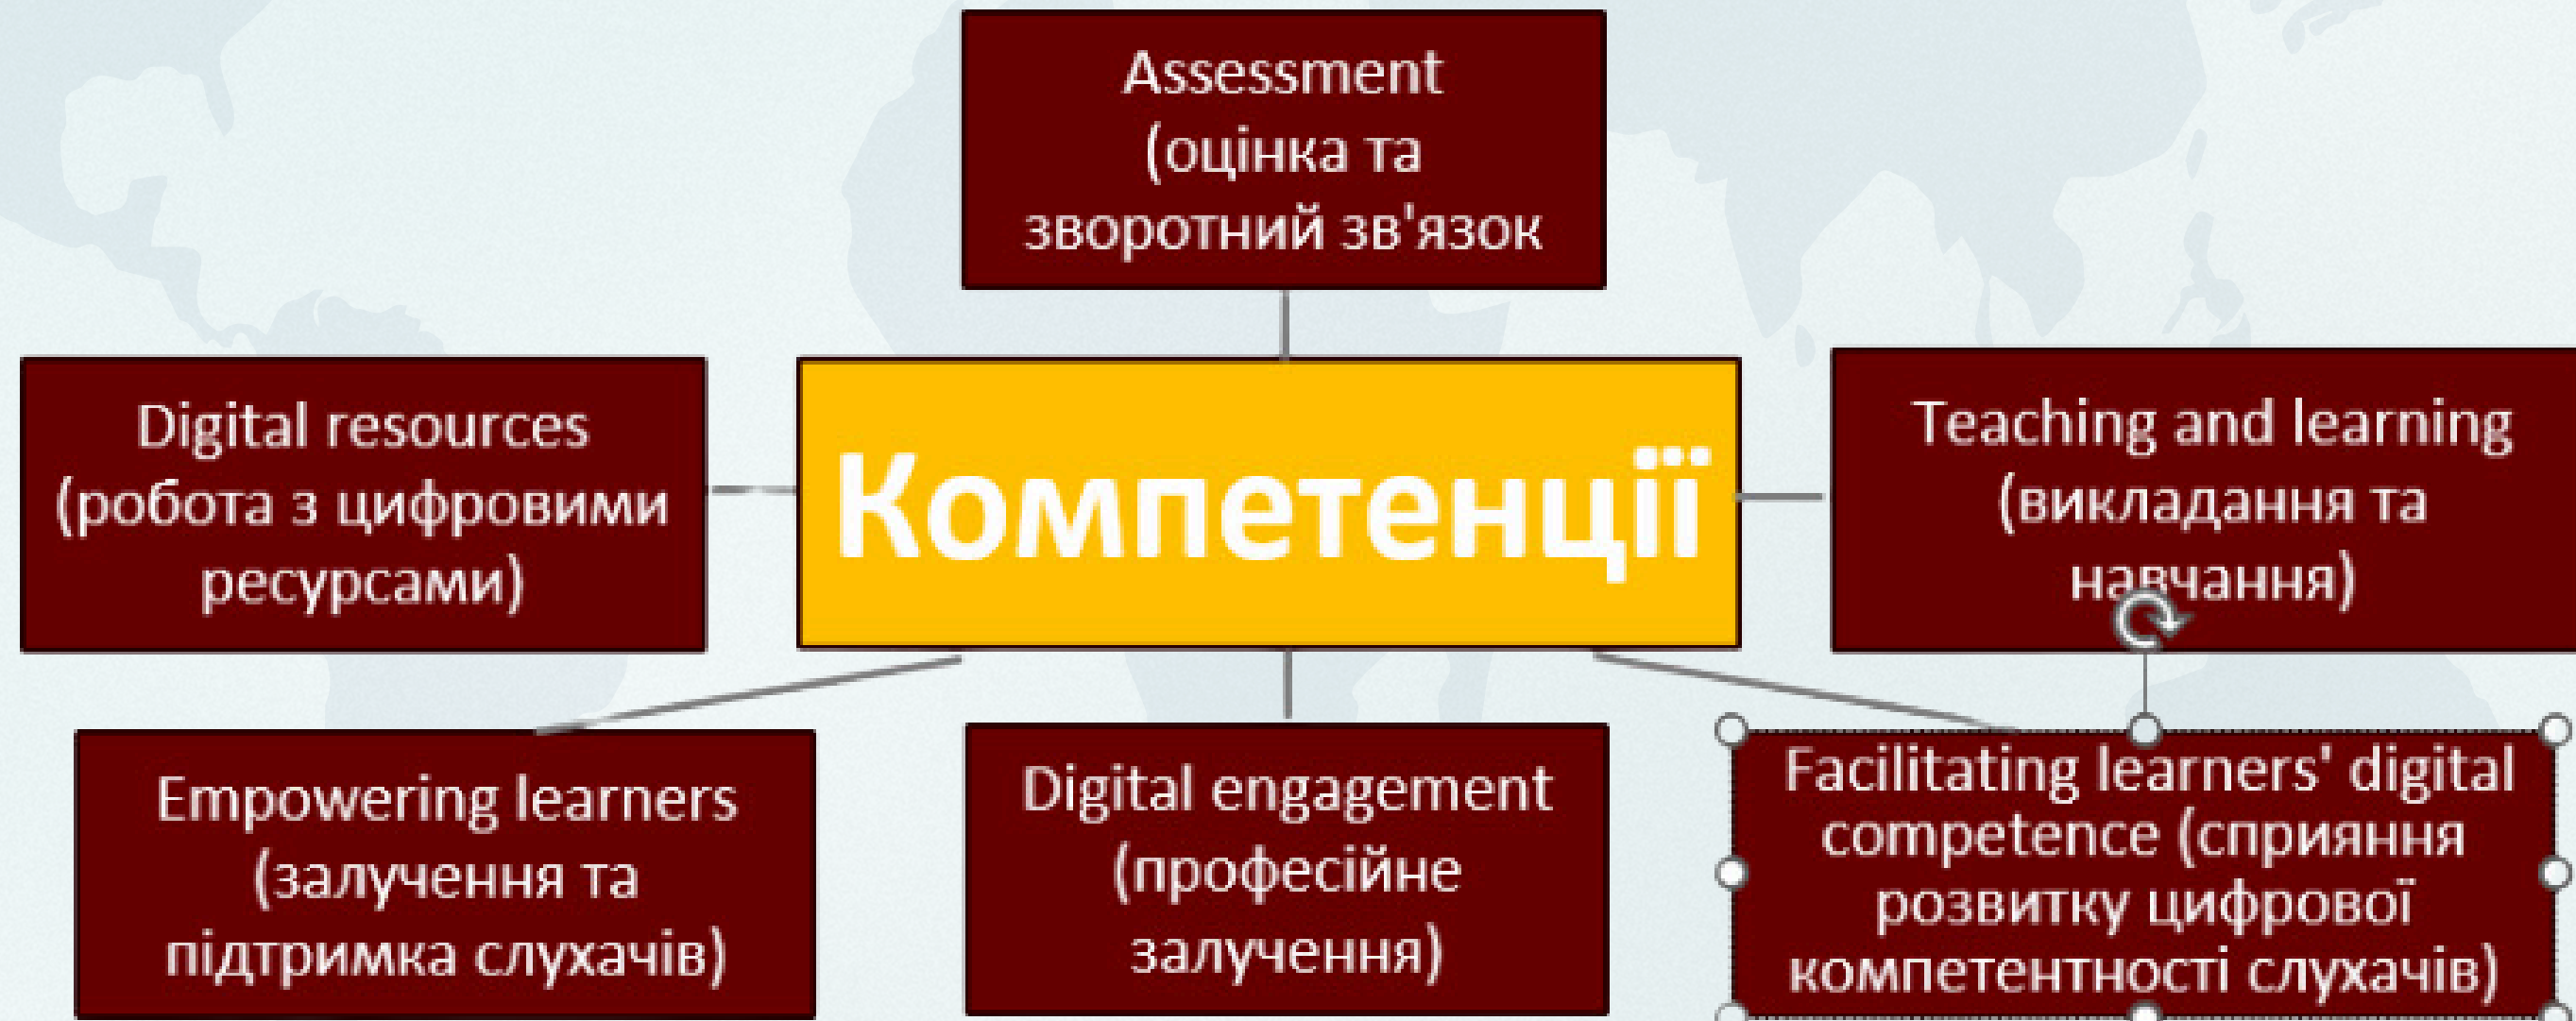 Assessment
(оцінка та
зворотний зв'язок
Digital resources
(робота з цифровими
ресурсами)
Компетенції
Teaching and learning
(викладання та
навчання)
Empowering learners
(залучення та
підтримка слухачів)
Digital engagement
(професійне
залучення)
Facilitating learners' digital
competence (сприяння
розвитку цифрової
компетентності слухачів)